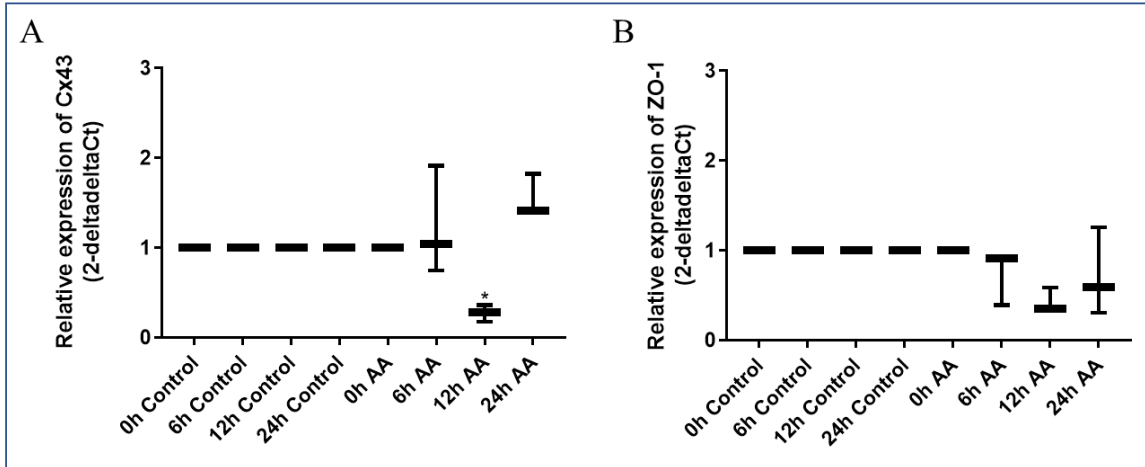 A
Relative expression of Cx43
(2-deltadeltaCt)
3
2
1
0
*
0h Control
6h Control
12h Control
24h Control
0h AA
6h AA
12h AA
24h AA
B
Relative expression of ZO-1
(2-deltadeltaCt)
3
2
1
0
0h Control
6h Control
12h Control
24h Control
0h AA
6h AA
12h AA
24h AA